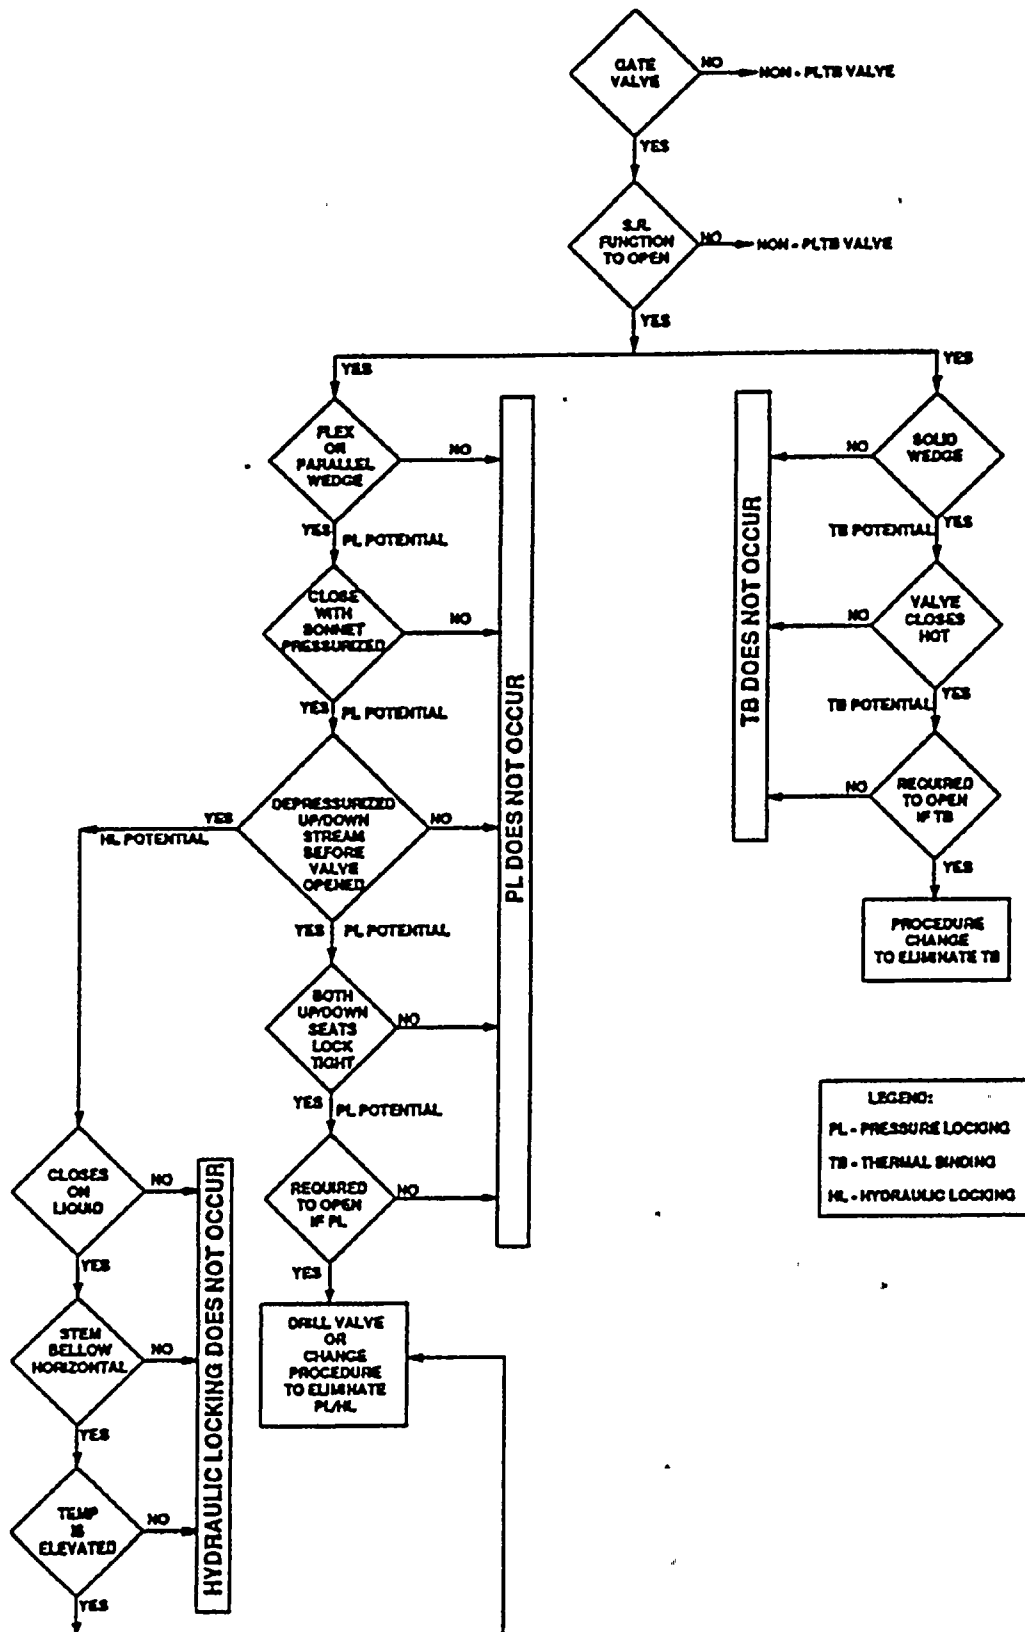 GATE
VALVE
NO
NON - PLTB VALVE
YES
S.R.
FUNCTION
TO OPEN
NO
NON - PLTB VALVE
YES
YES
YES
FLEX
OR
PARALLEL
WEDGE
NO
YES
PL POTENTIAL
CLOSE
WITH
BONNET
PRESSURIZED
NO
YES
PL POTENTIAL
DEPRESSURIZED
UP/DOWN
STREAM
BEFORE
VALVE
OPENED
NO
YES
HL POTENTIAL
YES
PL POTENTIAL
BOTH
UP/DOWN
SEATS
LOCK
TIGHT
NO
YES
PL POTENTIAL
REQUIRED
TO OPEN
IF PL
NO
YES
DRILL VALVE
OR
CHANGE
PROCEDURE
TO ELIMINATE
PL/HL
PL DOES NOT OCCUR
TB DOES NOT OCCUR
SOLID
WEDGE
NO
YES
TB POTENTIAL
VALVE
CLOSES
HOT
NO
YES
TB POTENTIAL
REQUIRED
TO OPEN
IF TB
NO
YES
PROCEDURE
CHANGE
TO ELIMINATE TB
LEGEND:
PL - PRESSURE LOCKING
TB - THERMAL BINDING
HL - HYDRAULIC LOCKING
CLOSES
ON
LIQUID
NO
YES
STEM
BELLOW
HORIZONTAL
NO
YES
TEMP
IS
ELEVATED
NO
YES
HYDRAULIC LOCKING DOES NOT OCCUR